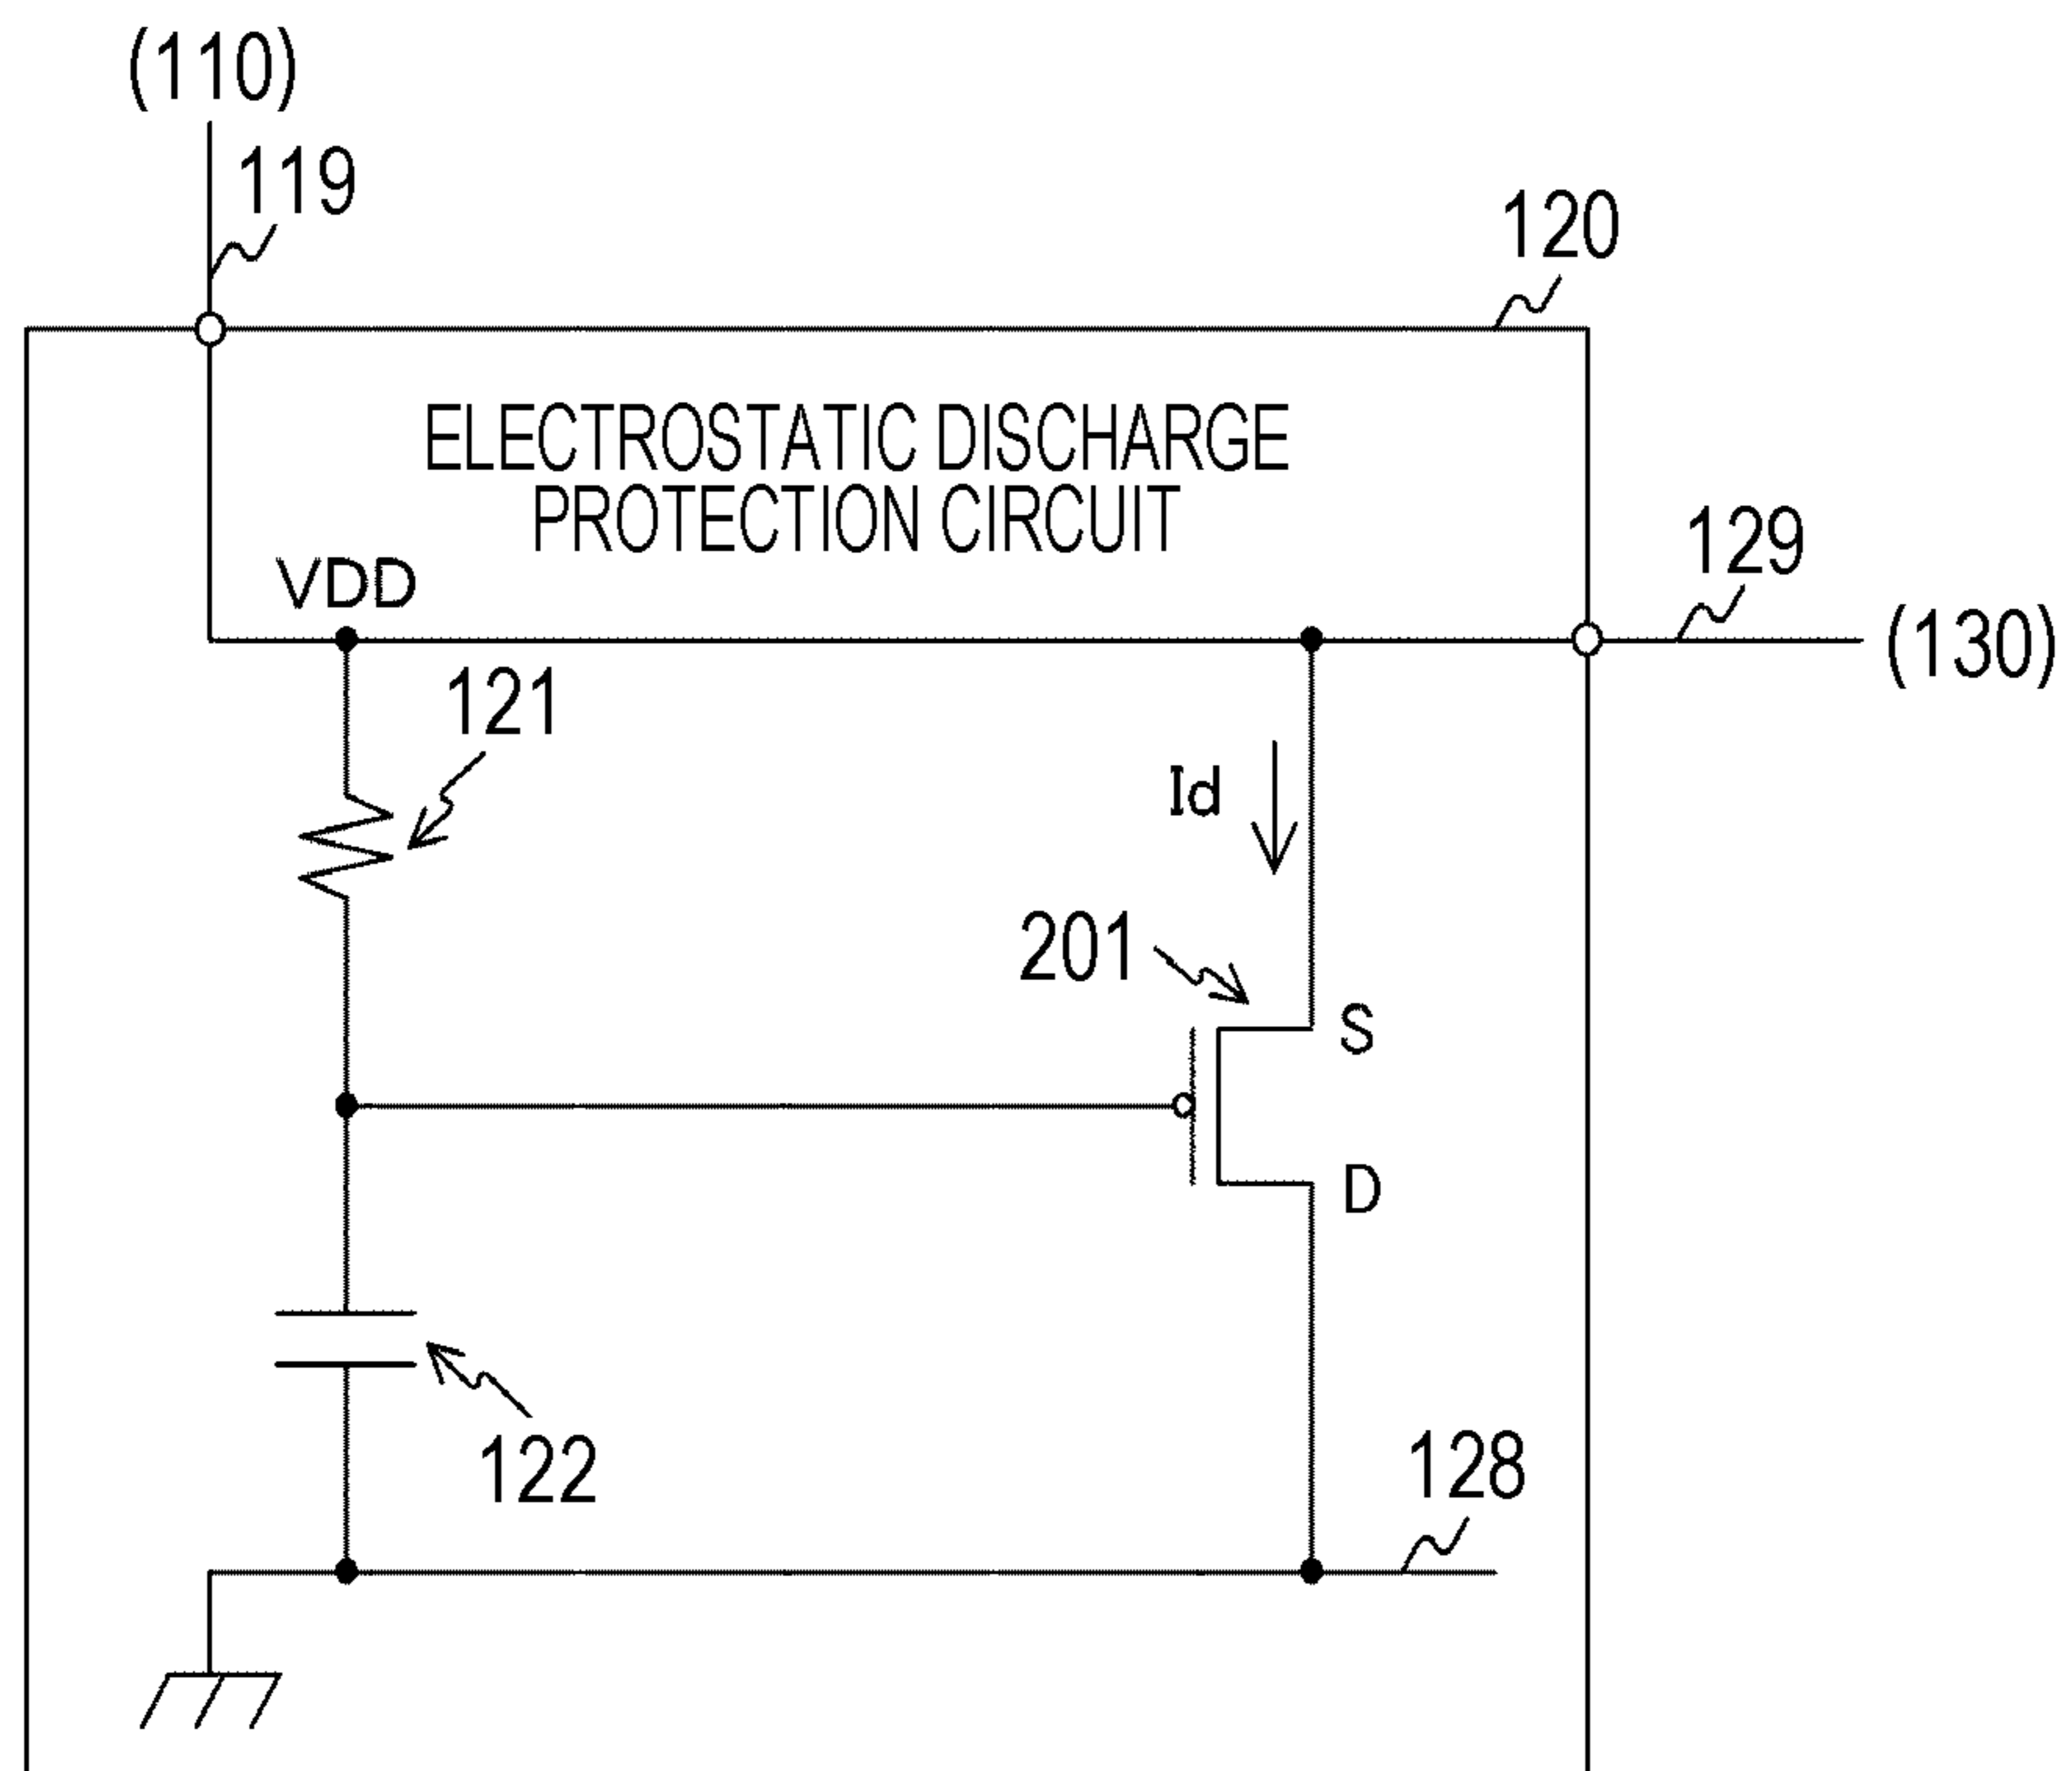 (110)
119
120
ELECTROSTATIC DISCHARGE
PROTECTION CIRCUIT
129
VDD
(130)
121
Id
201
S
D
122
128